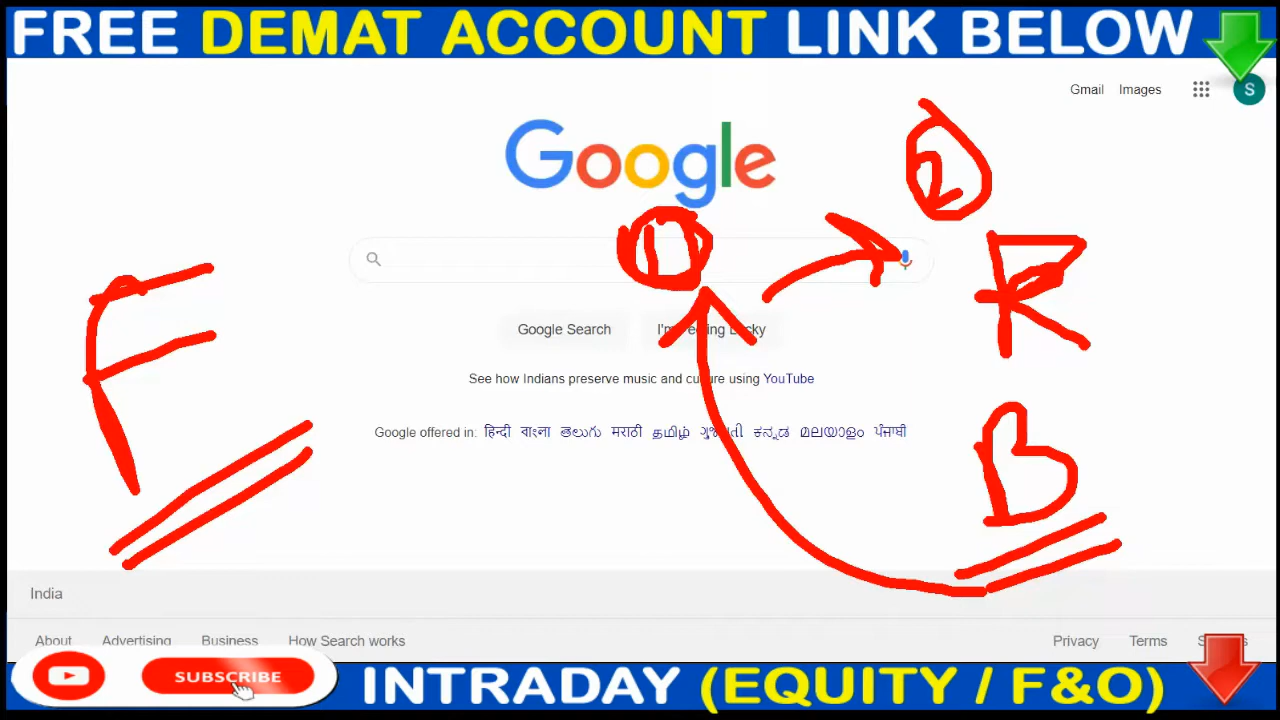 FREE DEMAT ACCOUNT LINK BELOW
Gmail Images
S
Google
2
1
R
F
Google Search
See how Indians preserve music and culture using YouTube
Google offered in: हिन्दी বাংলা తెలుగు मराठी தமிழ் ಕನ್ನಡ മലയാളം ਪੰਜਾਬੀ
B
India
About Advertising Business How Search works
Privacy Terms
SUBSCRIBE
INTRADAY (EQUITY / F&O)